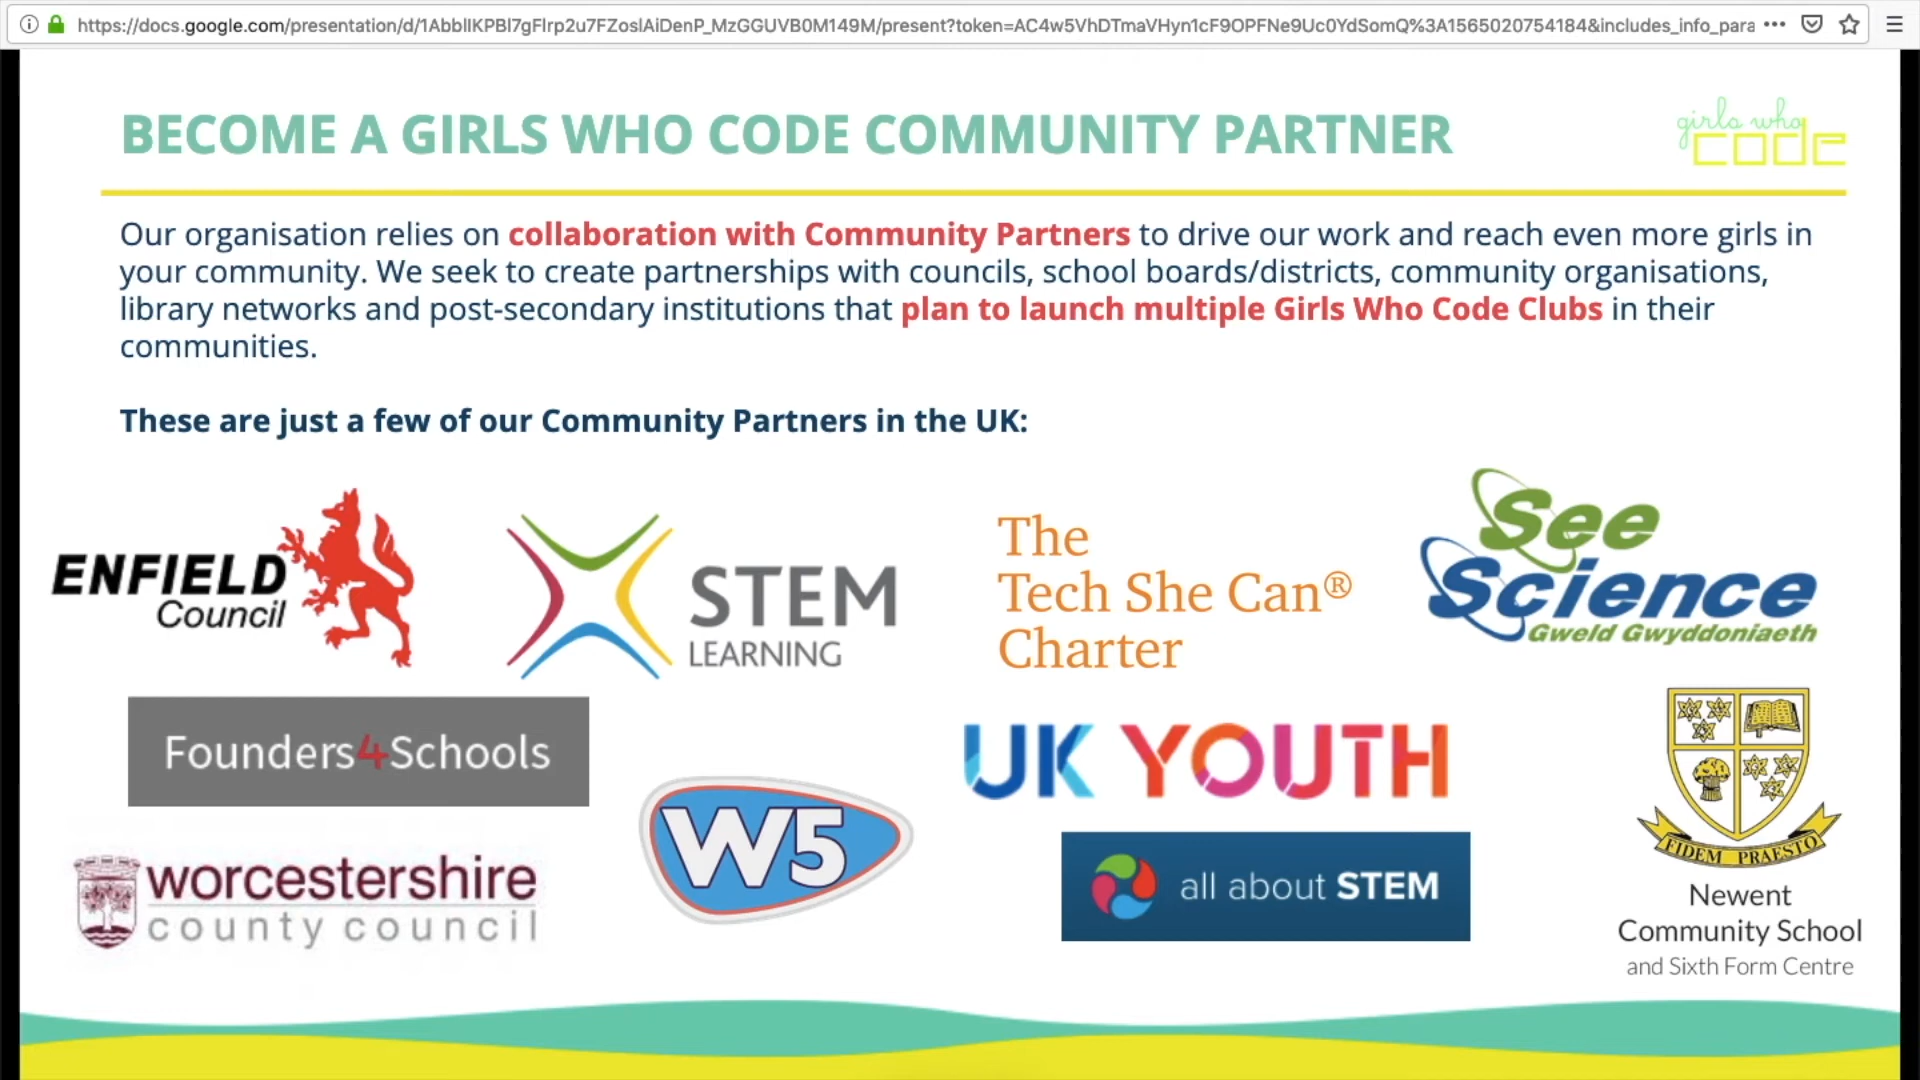 https://docs.google.com/presentation/d/1AbblIKPBl7gFlrp2u7FZoslAiDenP_MzGGUVB0M149M/present?token=AC4w5VhDTmaVHyn1cF9OPFNe9Uc0YdSomQ%3A1565020754184&includes_info_para
BECOME A GIRLS WHO CODE COMMUNITY PARTNER
girls who
code
Our organisation relies on collaboration with Community Partners to drive our work and reach even more girls in
your community. We seek to create partnerships with councils, school boards/districts, community organisations,
library networks and post-secondary institutions that plan to launch multiple Girls Who Code Clubs in their
communities.
These are just a few of our Community Partners in the UK:
ENFIELD
Council
STEM
LEARNING
The
Tech She Can®
Charter
See
Science
Gweld Gwyddoniaeth
Founders4Schools
W5
UK YOUTH
worcestershire
county council
all about STEM
FIDEM PRAESTO
Newent
Community School
and Sixth Form Centre